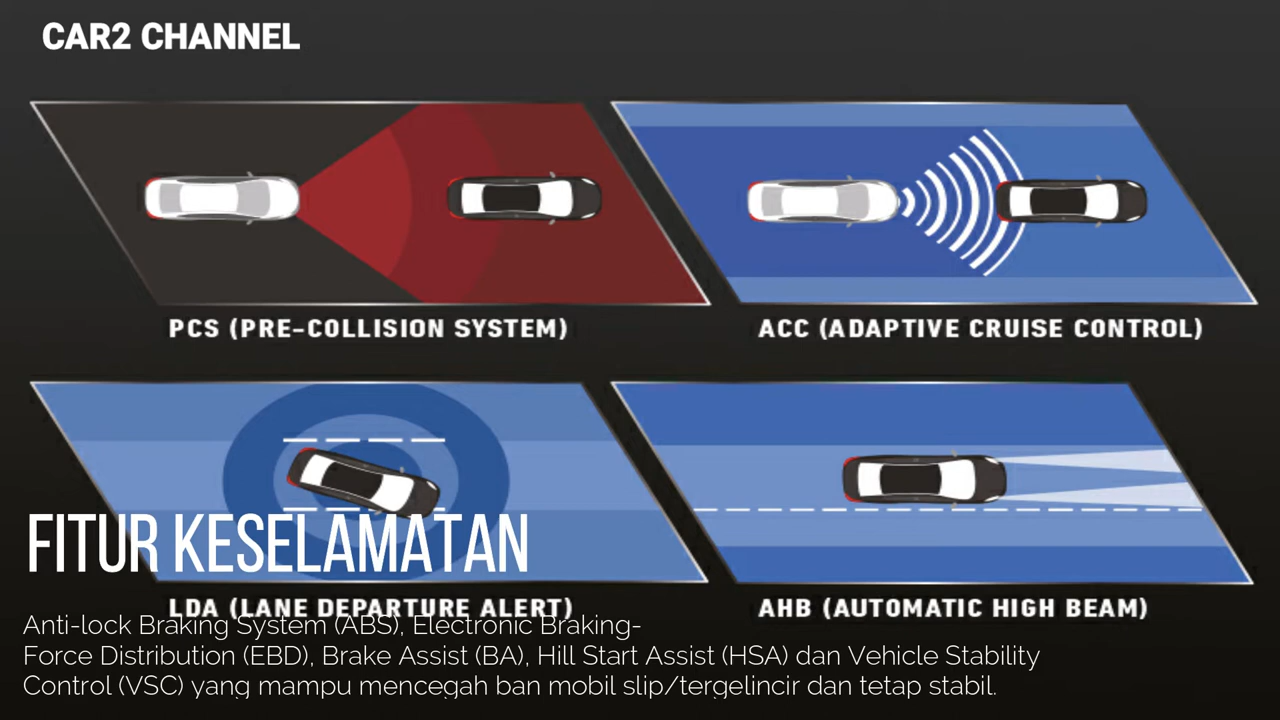 CAR2 CHANNEL
PCS (PRE-COLLISION SYSTEM)
ACC (ADAPTIVE CRUISE CONTROL)
FITUR KESELAMATAN
LDA (LANE DEPARTURE ALERT)
AHB (AUTOMATIC HIGH BEAM)
Anti-lock Braking System (ABS), Electronic Braking-
Force Distribution (EBD), Brake Assist (BA), Hill Start Assist (HSA) dan Vehicle Stability
Control (VSC) yang mampu mencegah ban mobil slip/tergelincir dan tetap stabil.